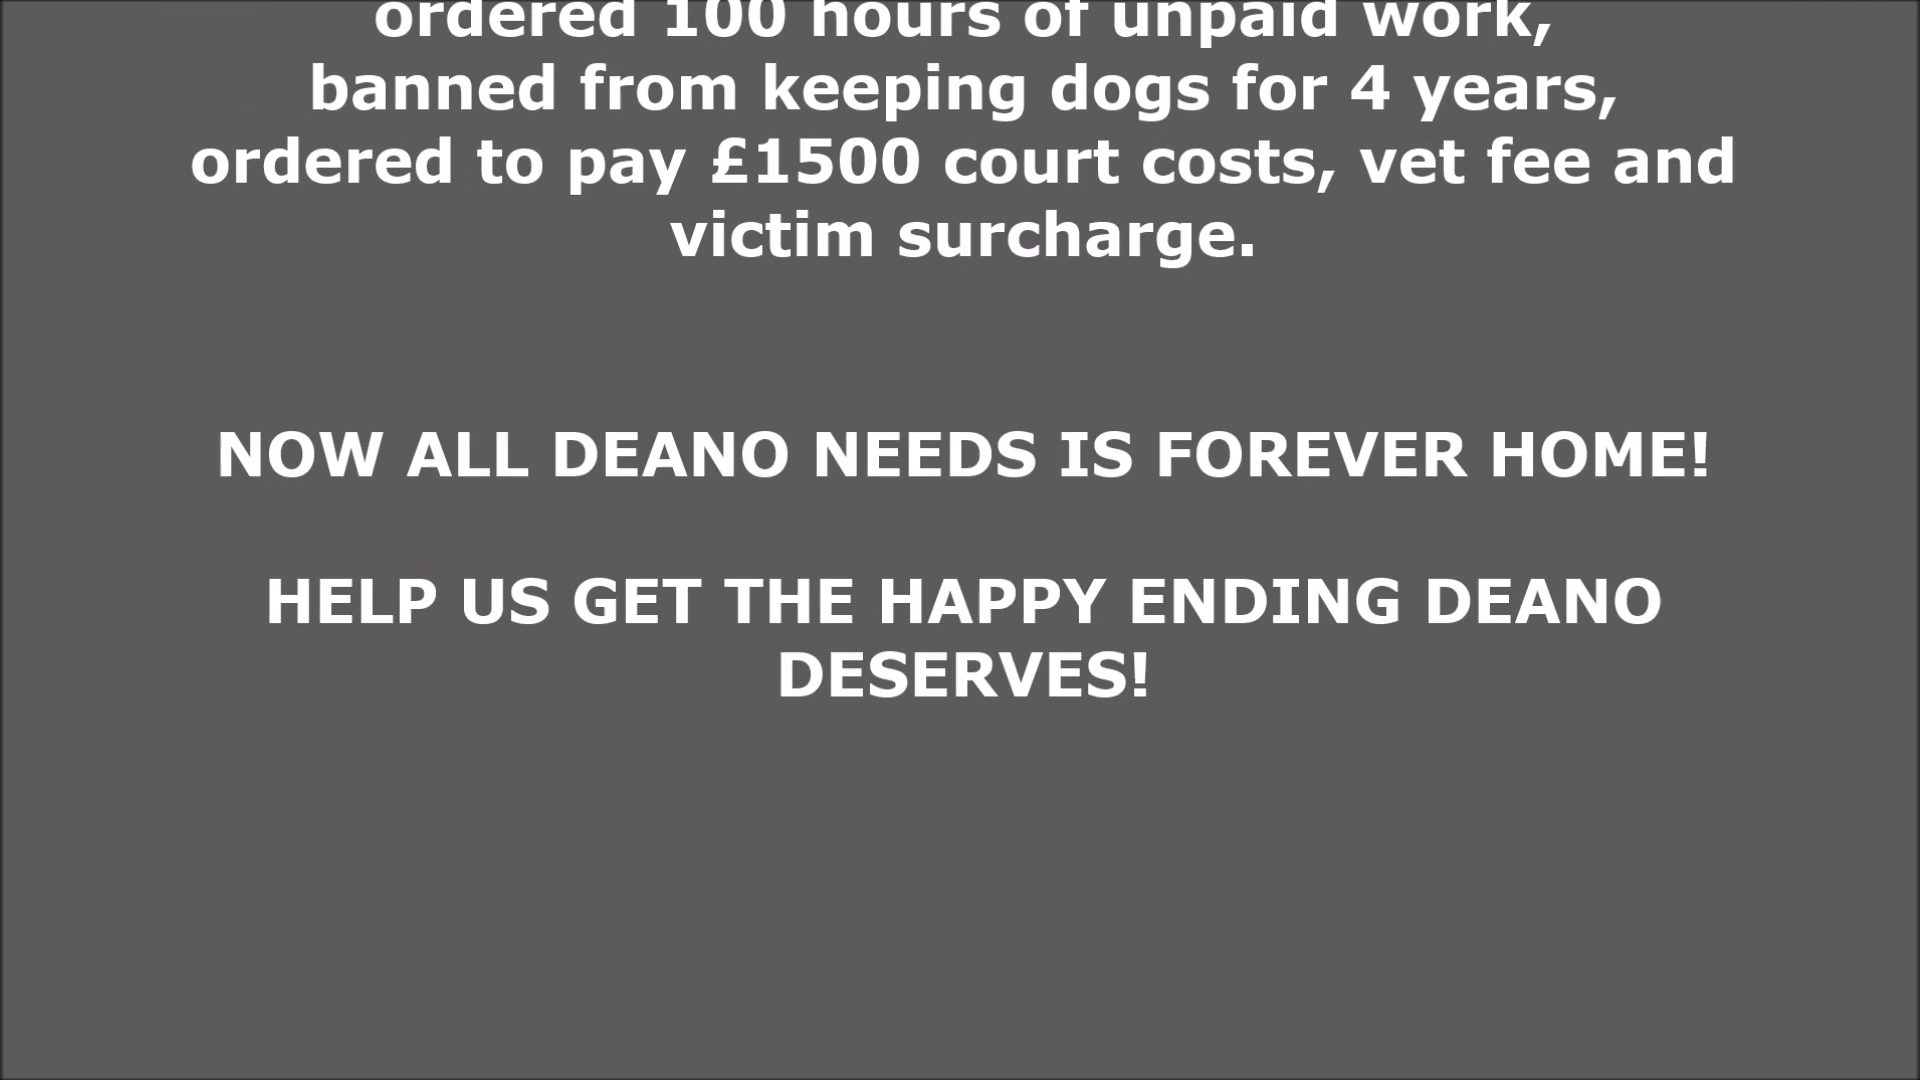 ordered 100 hours of unpaid work,
banned from keeping dogs for 4 years,
ordered to pay £1500 court costs, vet fee and
victim surcharge.
NOW ALL DEANO NEEDS IS FOREVER HOME!
HELP US GET THE HAPPY ENDING DEANO
DESERVES!